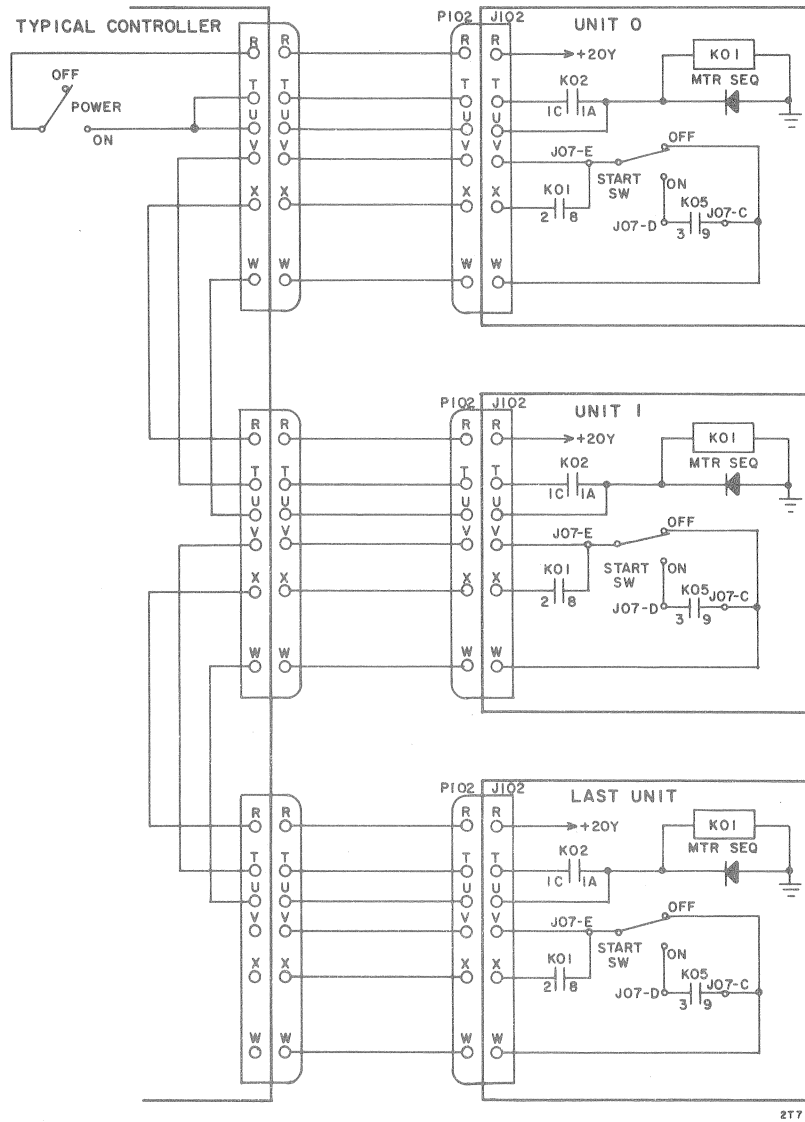 TYPICAL CONTROLLER
OFF
POWER
ON
R R
T T
U U
V V
X X
W W
P102 J102
R R
T T
U U
V V
X X
W W
UNIT 0
+20Y
K01
MTR SEQ
K02
1C 1A
J07-E
OFF
START
SW
ON
K01
2 8
K05
J07-C
J07-D
3 9
R R
T T
U U
V V
X X
W W
P102 J102
R R
T T
U U
V V
X X
W W
UNIT 1
+20Y
K01
MTR SEQ
K02
1C 1A
J07-E
OFF
START
SW
ON
K01
2 8
K05
J07-C
J07-D
3 9
R R
T T
U U
V V
X X
W W
P102 J102
R R
T T
U U
V V
X X
W W
LAST UNIT
+20Y
K01
MTR SEQ
K02
1C 1A
J07-E
OFF
START
SW
ON
K01
2 8
K05
J07-C
J07-D
3 9
2T7